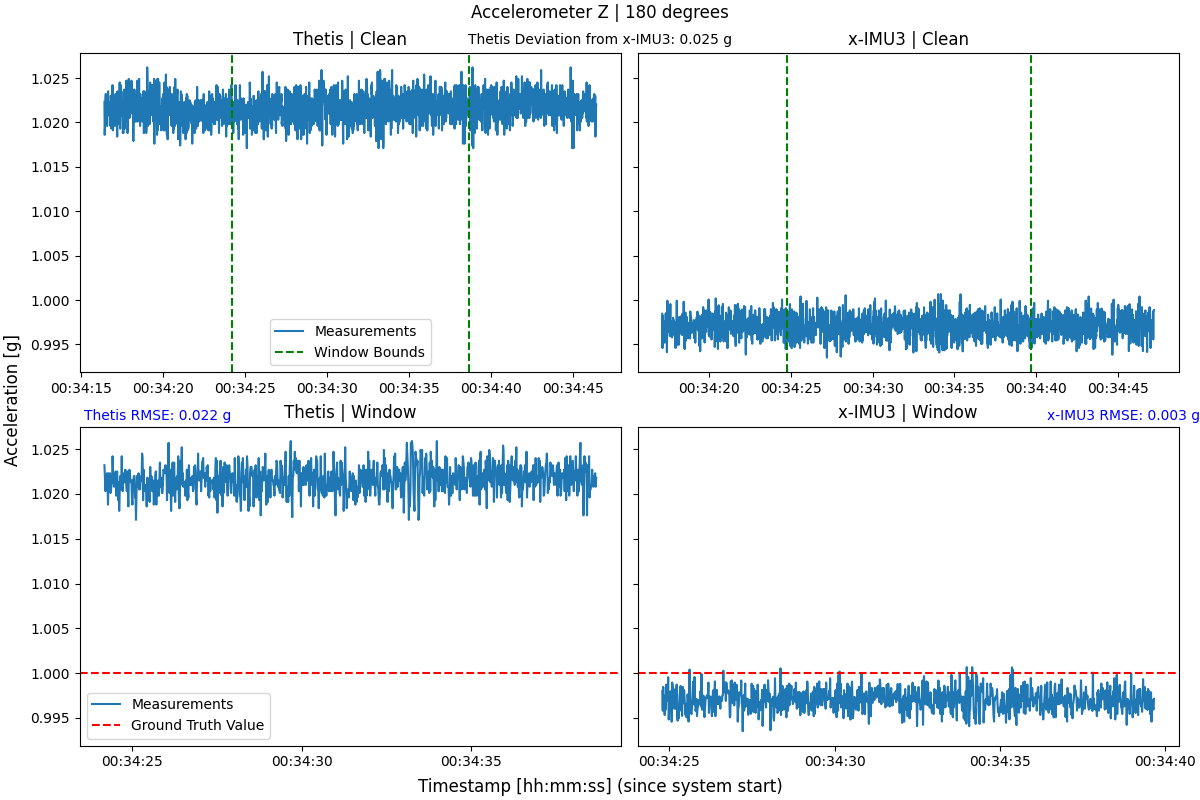 Accelerometer Z | 180 degrees
Thetis | Clean
Thetis Deviation from x-IMU3: 0.025 g
x-IMU3 | Clean
1.025
1.020
1.015
1.010
1.005
1.000
0.995
Measurements
Window Bounds
00:34:15 00:34:20 00:34:25 00:34:30 00:34:35 00:34:40 00:34:45
00:34:20 00:34:25 00:34:30 00:34:35 00:34:40 00:34:45
Acceleration [g]
Thetis RMSE: 0.022 g
Thetis | Window
x-IMU3 | Window
x-IMU3 RMSE: 0.003 g
1.025
1.020
1.015
1.010
1.005
1.000
0.995
Measurements
Ground Truth Value
00:34:25 00:34:30 00:34:35
00:34:25 00:34:30 00:34:35 00:34:40
Timestamp [hh:mm:ss] (since system start)